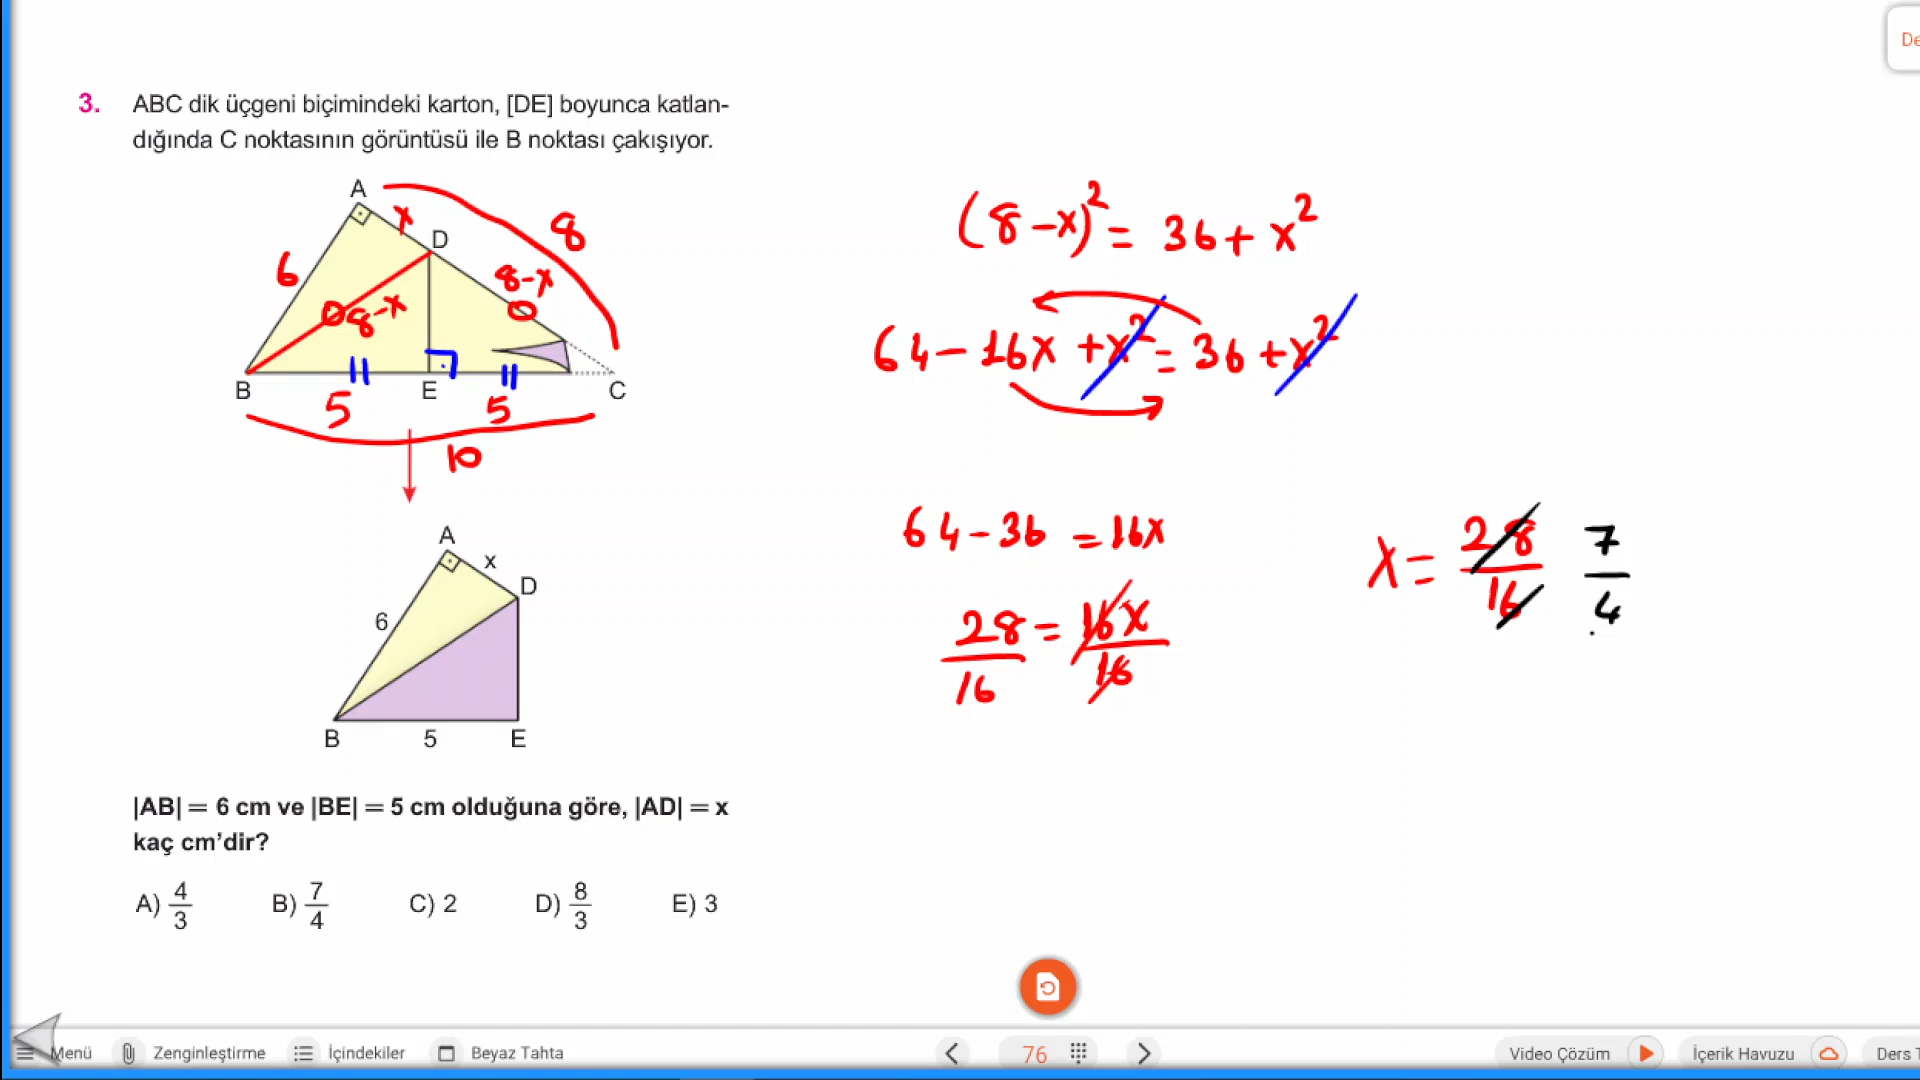 De
3. ABC dik üçgeni biçimindeki karton, [DE] boyunca katlan-
dığında C noktasının görüntüsü ile B noktası çakışıyor.
A
x
8
D
6
8-x
8-x
B
E
C
5
5
10
A
x
D
6
B
5
E
(8-x)² = 36+x²
64-16x+x² = 36+x²
64-36 = 16x
28/16 = 16x/16
x = 28/16 7/4
|AB| = 6 cm ve |BE| = 5 cm olduğuna göre, |AD| = x
kaç cm'dir?
A) 4/3 B) 7/4 C) 2 D) 8/3 E) 3
Menü Zenginleştirme İçindekiler Beyaz Tahta 76 Video Çözüm İçerik Havuzu Ders